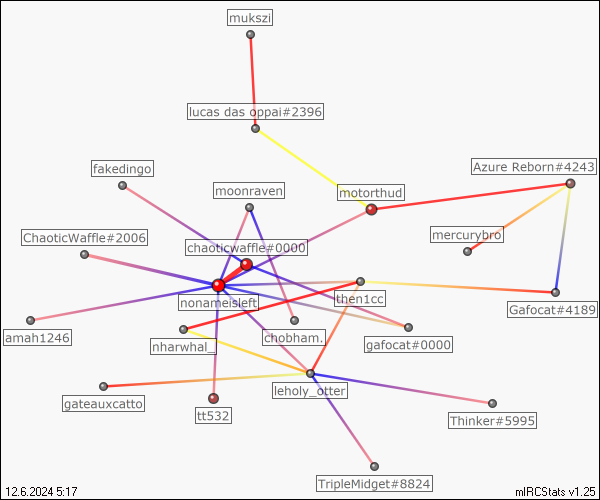 mukszi
lucas das oppai#2396
fakedingo
Azure Reborn#4243
moonraven
motorthud
ChaoticWaffle#2006
mercurybro
chaoticwaffle#0000
nonameisleft
then1cc
Gafocat#4189
amah1246
chobham.
nharwhal_
gafocat#0000
leholy_otter
gateauxcatto
tt532
Thinker#5995
TripleMidget#8824
12.6.2024 5:17
mIRCStats v1.25